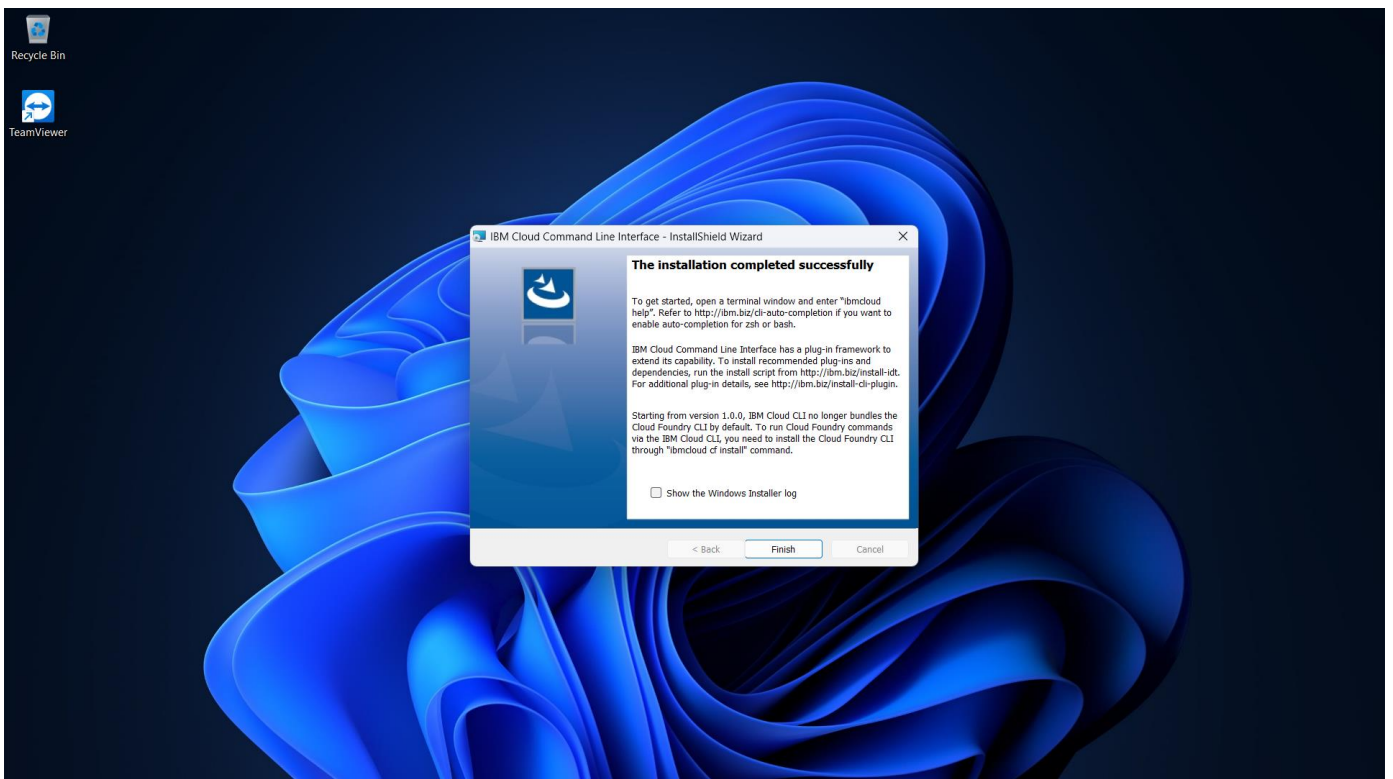 Recycle Bin
TeamViewer
IBM Cloud Command Line Interface - InstallShield Wizard
The installation completed successfully
To get started, open a terminal window and enter "ibmcloud
help". Refer to http://ibm.biz/cli-auto-completion if you want to
enable auto-completion for zsh or bash.
IBM Cloud Command Line Interface has a plug-in framework to
extend its capability. To install recommended plug-ins and
dependencies, run the install script from http://ibm.biz/install-idt.
For additional plug-in details, see http://ibm.biz/install-cli-plugin.
Starting from version 1.0.0, IBM Cloud CLI no longer bundles the
Cloud Foundry CLI by default. To run Cloud Foundry commands
via the IBM Cloud CLI, you need to install the Cloud Foundry CLI
through "ibmcloud cf install" command.
Show the Windows Installer log
< Back Finish Cancel